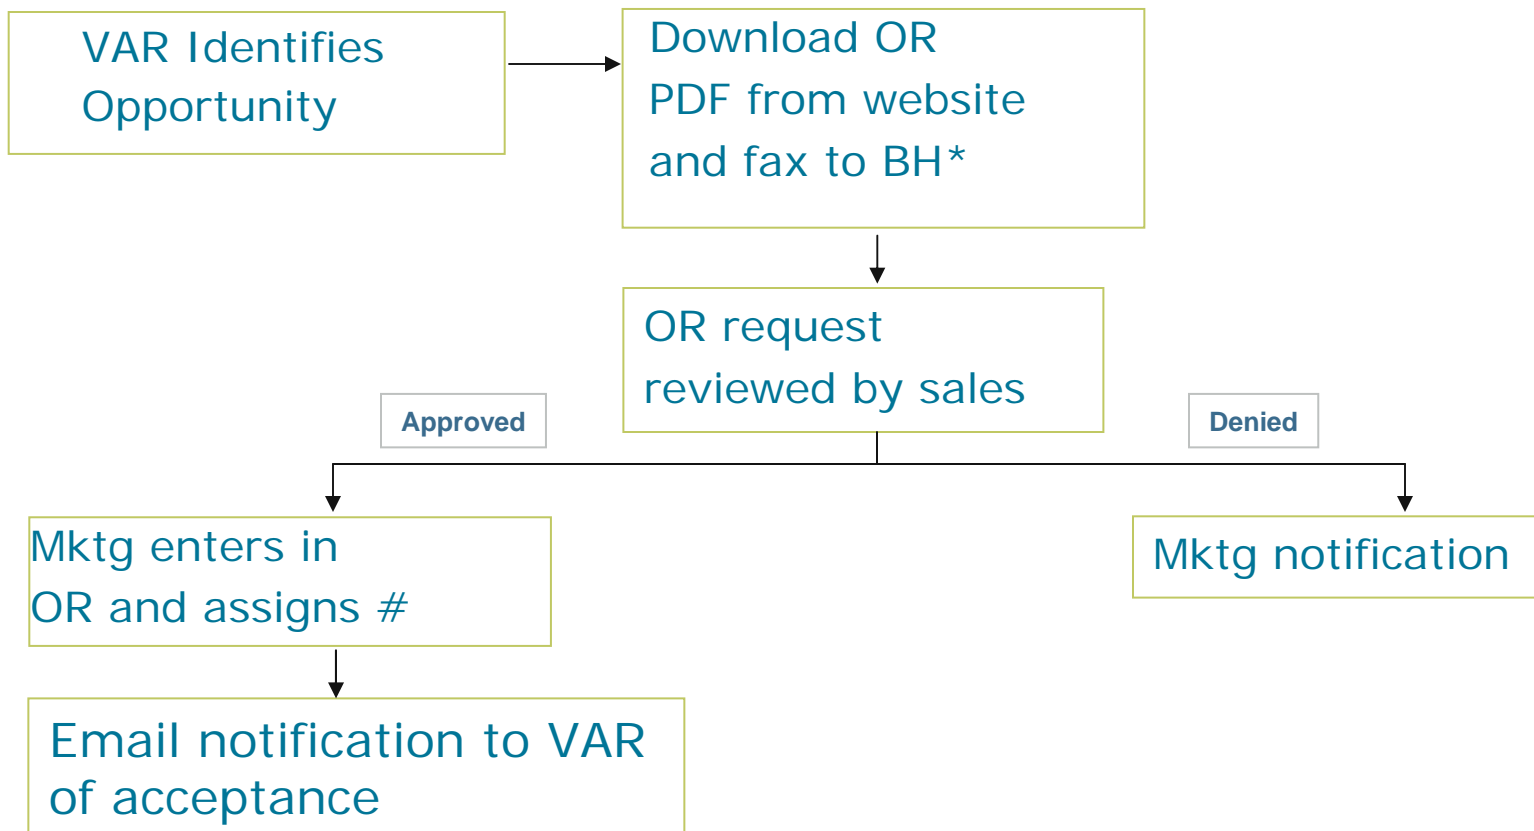 VAR Identifies
Opportunity
Download OR
PDF from website
and fax to BH*
OR request
reviewed by sales
Approved
Denied
Mktg enters in
OR and assigns #
Mktg notification
Email notification to VAR
of acceptance